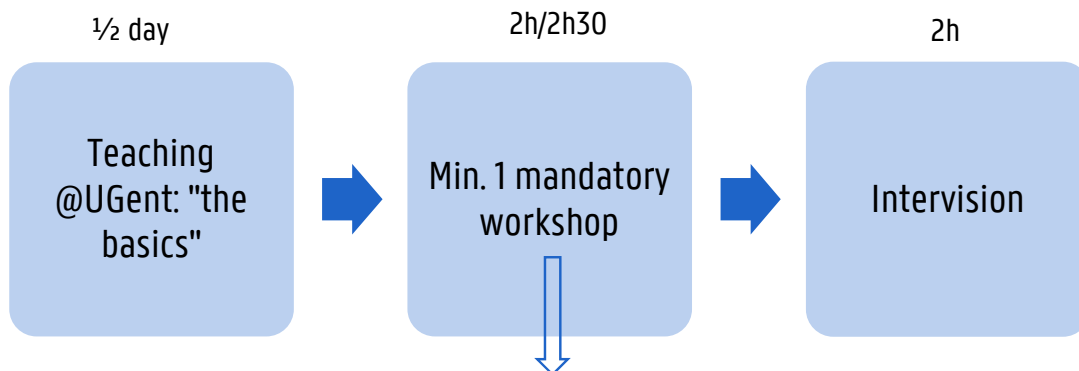 ½ day
2h/2h30
2h
Teaching
@UGent: "the
basics"
Min. 1 mandatory
workshop
Intervision